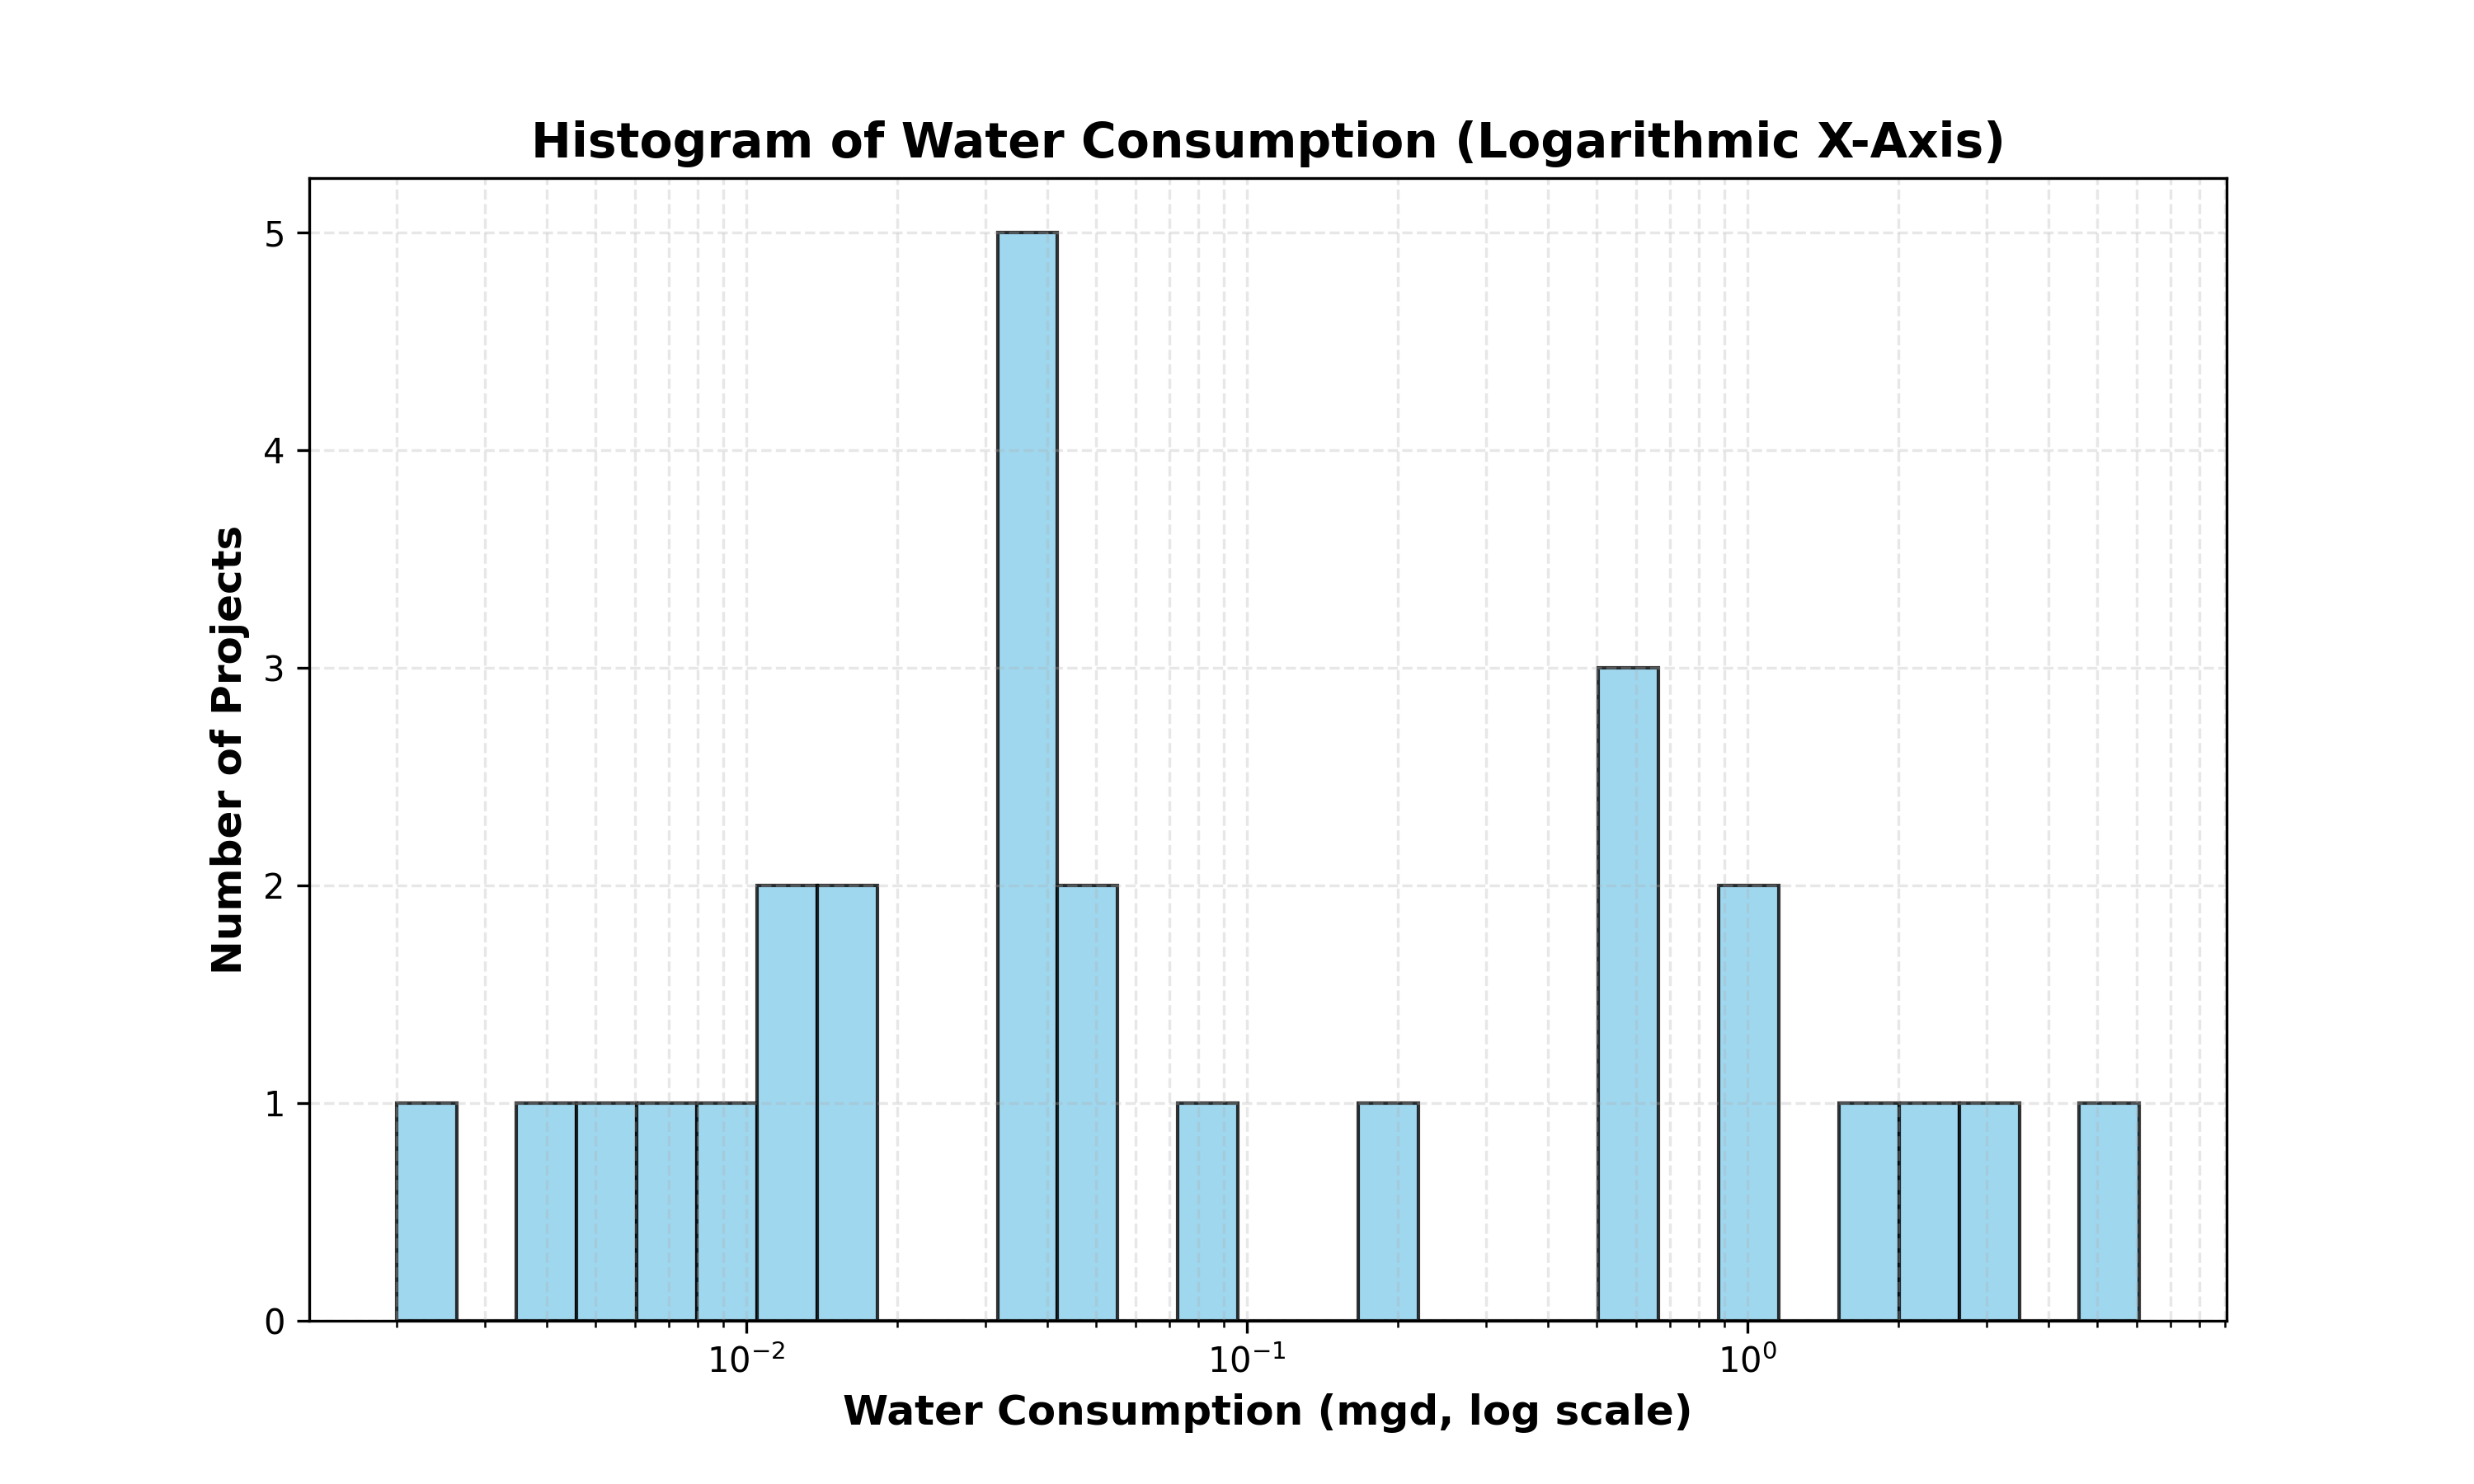 Histogram of Water Consumption (Logarithmic X-Axis)
Number of Projects
5
4
3
2
1
0
10⁻² 10⁻¹ 10⁰
Water Consumption (mgd, log scale)